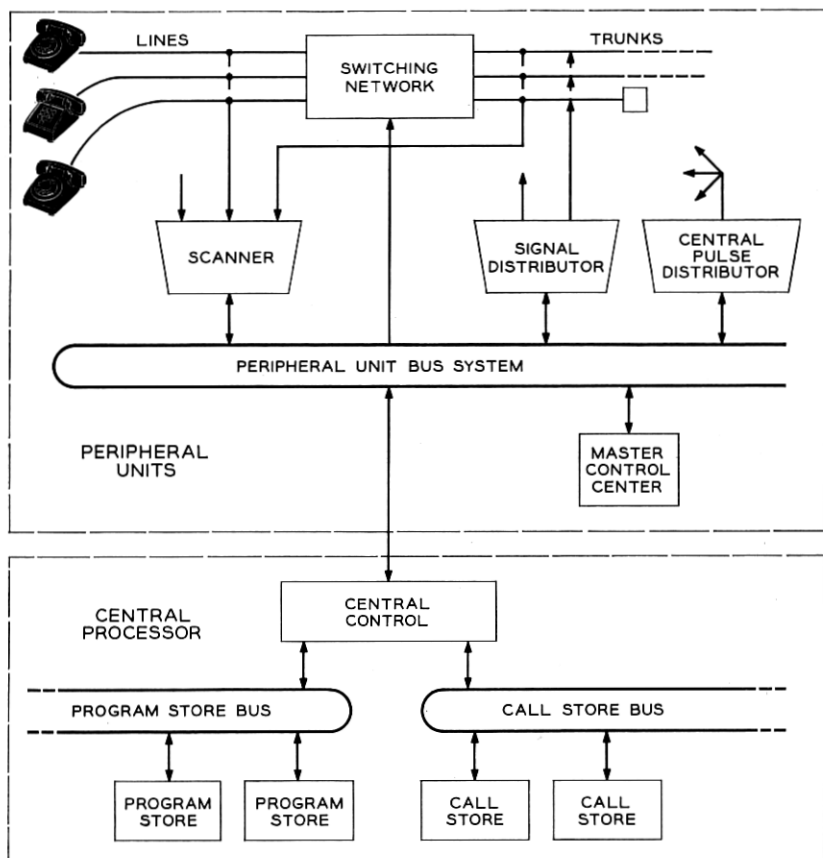 LINES
TRUNKS
SWITCHING
NETWORK
SCANNER
SIGNAL
DISTRIBUTOR
CENTRAL
PULSE
DISTRIBUTOR
PERIPHERAL UNIT BUS SYSTEM
PERIPHERAL
UNITS
MASTER
CONTROL
CENTER
CENTRAL
PROCESSOR
CENTRAL
CONTROL
PROGRAM STORE BUS
CALL STORE BUS
PROGRAM
STORE
PROGRAM
STORE
CALL
STORE
CALL
STORE